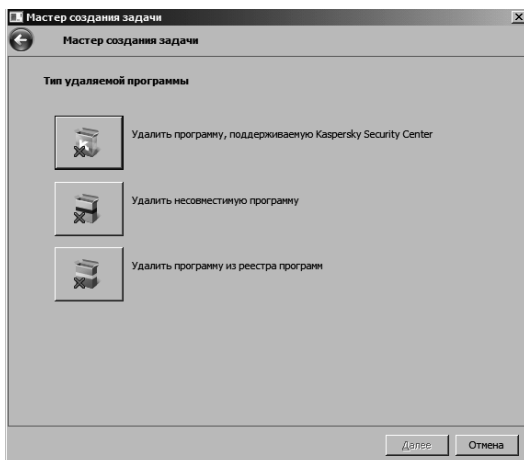 Мастер создания задачи
Мастер создания задачи
Тип удаляемой программы
Удалить программу, поддерживаемую Kaspersky Security Center
Удалить несовместимую программу
Удалить программу из реестра программ
Далее
Отмена